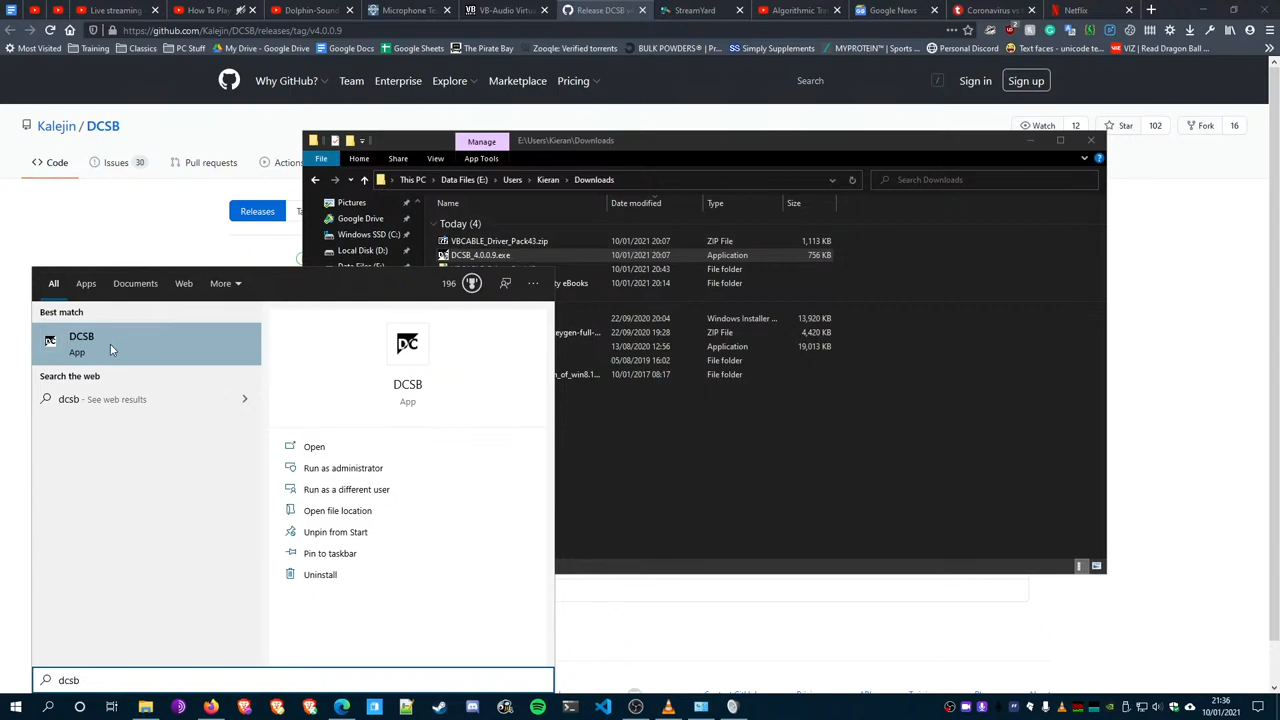 Live streaming
How To Play
Dolphin-Sound
Microphone Te
VB-Audio Virtua
Release DCSB v4
StreamYard
Algorithmic Tra
Google News
Coronavirus v
Netflix
https://github.com/Kalejin/DCSB/releases/tag/v4.0.0.9
Most Visited
Training
Classics
PC Stuff
My Drive - Google...
Google Docs
Google Sheets
The Pirate Bay
Zooqle: Verified torrents
BULK POWDERS® | Pr...
Simply Supplements
MYPROTEIN™ | Sports ...
Personal Capital
Text faces - unicode te...
VIZ | Read Dragon Ball ...
Why GitHub?
Team
Enterprise
Explore
Marketplace
Pricing
Search
/
Sign in
Sign up
Kalejin / DCSB
Watch 12
Star 102
Fork 16
Code
Issues 30
Pull requests
Actions
Releases
Manage
E:\Users\Kieran\Downloads
File
Home
Share
View
App Tools
This PC > Data Files (E:) > Users > Kieran > Downloads
Search Downloads
Pictures
Google Drive
Windows SSD (C:)
Local Disk (D:)
Name
Date modified
Type
Size
Today (4)
VBCABLE_Driver_Pack43.zip 10/01/2021 20:07 ZIP File 1,113 KB
DCSB_4.0.0.9.exe 10/01/2021 20:07 Application 756 KB
10/01/2021 20:43 File folder
ty eBooks 10/01/2021 20:14 File folder
22/09/2020 20:04 Windows Installer ... 13,920 KB
keygen-full-... 22/09/2020 19:28 ZIP File 4,420 KB
13/08/2020 12:56 Application 19,013 KB
05/08/2019 16:02 File folder
_of_win8.1... 10/01/2017 08:17 File folder
All
Apps
Documents
Web
More
196
Best match
DCSB
App
Search the web
dcsb - See web results
DC
DCSB
App
Open
Run as administrator
Run as a different user
Open file location
Unpin from Start
Pin to taskbar
Uninstall
dcsb
21:36
10/01/2021